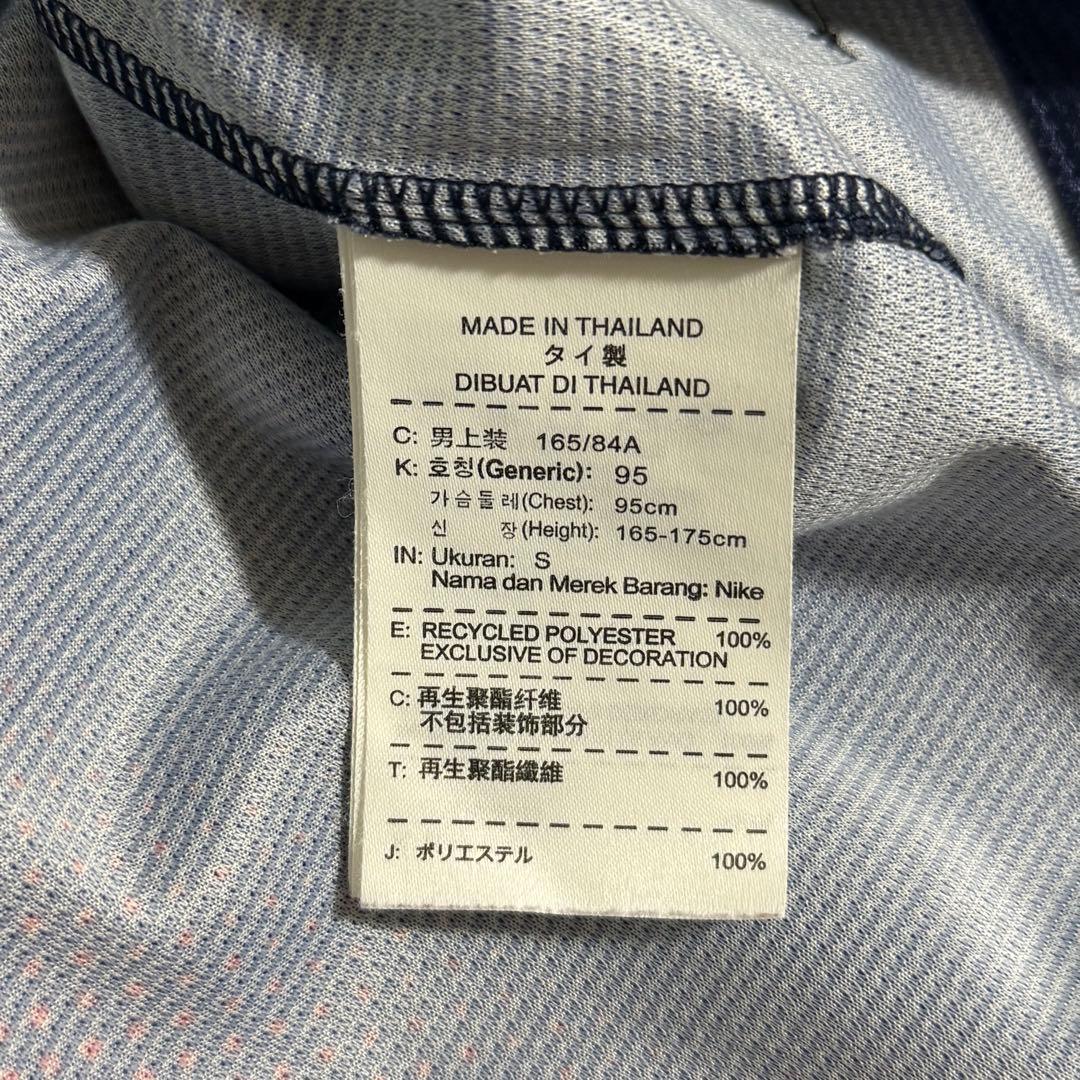 MADE IN THAILAND
タイ製
DIBUAT DI THAILAND
C: 男上装 165/84A
K: 호칭(Generic): 95
가슴둘레(Chest): 95cm
신 장(Height): 165-175cm
IN: Ukuran: S
Nama dan Merek Barang: Nike
E: RECYCLED POLYESTER 100%
EXCLUSIVE OF DECORATION
C: 再生聚酯纤维 100%
不包括装饰部分
T: 再生聚酯纖維 100%
J: ポリエステル 100%